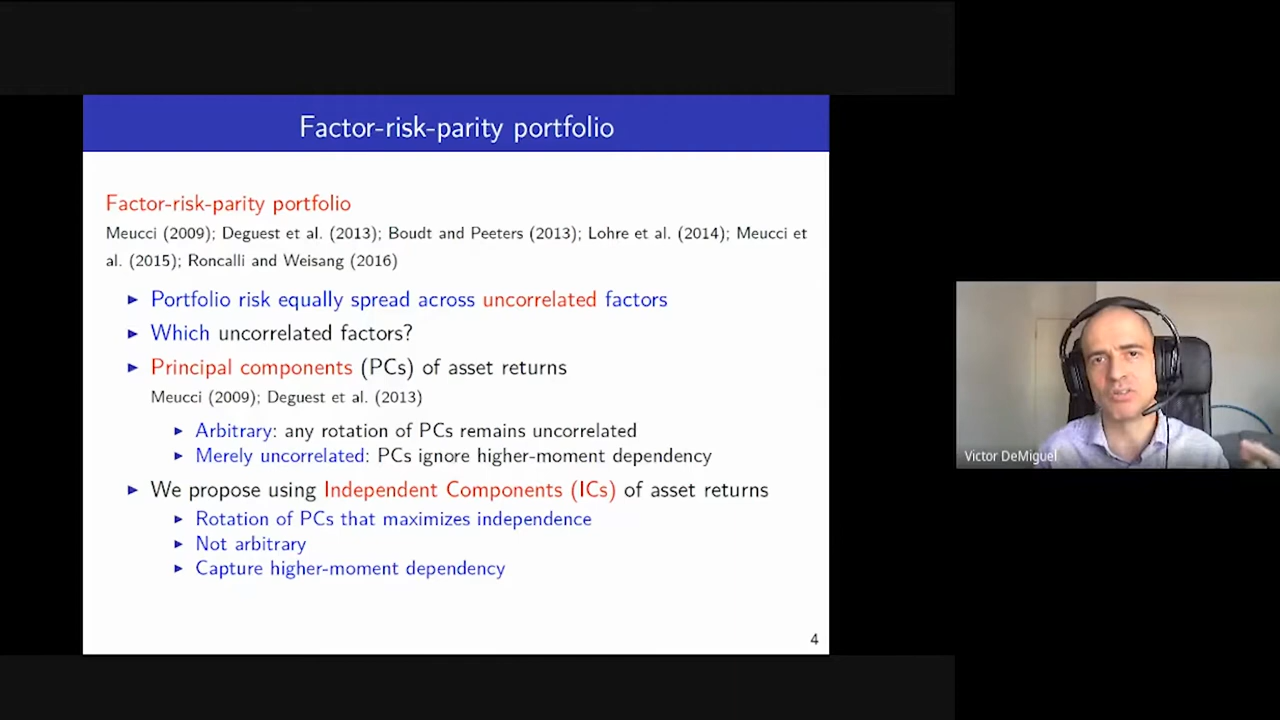 Factor-risk-parity portfolio
Factor-risk-parity portfolio
Meucci (2009); Deguest et al. (2013); Boudt and Peeters (2013); Lohre et al. (2014); Meucci et
al. (2015); Roncalli and Weisang (2016)
► Portfolio risk equally spread across uncorrelated factors
► Which uncorrelated factors?
► Principal components (PCs) of asset returns
Meucci (2009); Deguest et al. (2013)
► Arbitrary: any rotation of PCs remains uncorrelated
► Merely uncorrelated: PCs ignore higher-moment dependency
► We propose using Independent Components (ICs) of asset returns
► Rotation of PCs that maximizes independence
► Not arbitrary
► Capture higher-moment dependency
4
Victor DeMiguel